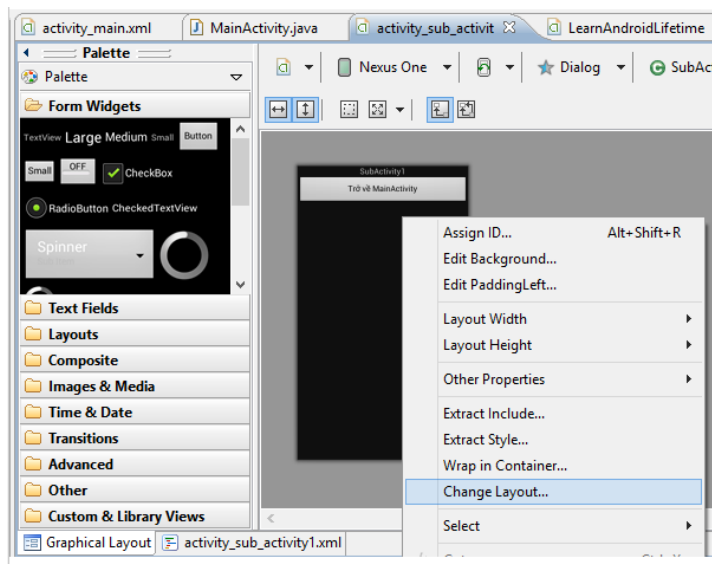 activity_main.xml
MainActivity.java
activity_sub_activit
LearnAndroidLifetime
Palette
Palette
Nexus One
Dialog
SubAc
Form Widgets
TextView Large Medium Small Button
Small OFF CheckBox
RadioButton CheckedTextView
Spinner
Text Fields
Layouts
Composite
Images & Media
Time & Date
Transitions
Advanced
Other
Custom & Library Views
SubActivity1
Trở về MainActivity
Assign ID... Alt+Shift+R
Edit Background...
Edit PaddingLeft...
Layout Width
Layout Height
Other Properties
Extract Include...
Extract Style...
Wrap in Container...
Change Layout...
Select
Graphical Layout
activity_sub_activity1.xml